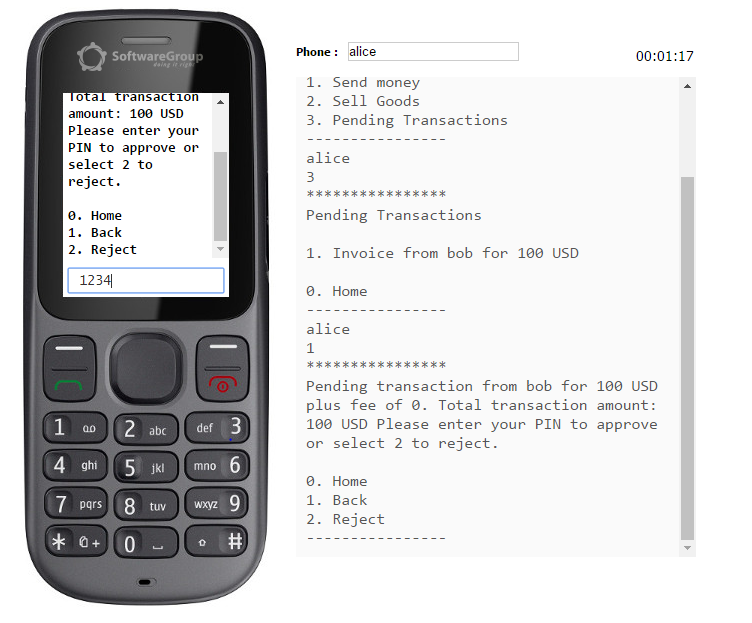 SoftwareGroup
doing it right
Total transaction
amount: 100 USD
Please enter your
PIN to approve or
select 2 to
reject.
0. Home
1. Back
2. Reject
1234
1
2 abc
def 3
4 ghi
5 jkl
mno 6
7 pqrs
8 tuv
wxyz 9
* +
0
#
Phone :
alice
00:01:17
1. Send money
2. Sell Goods
3. Pending Transactions
----------------
alice
3
****************
Pending Transactions
1. Invoice from bob for 100 USD
0. Home
----------------
alice
1
****************
Pending transaction from bob for 100 USD
plus fee of 0. Total transaction amount:
100 USD Please enter your PIN to approve
or select 2 to reject.
0. Home
1. Back
2. Reject
----------------